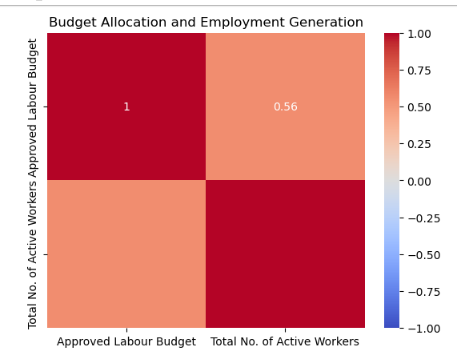 Budget Allocation and Employment Generation
Approved Labour Budget
Total No. of Active Workers
1
0.56
Approved Labour Budget
Total No. of Active Workers
1.00
0.75
0.50
0.25
0.00
−0.25
−0.50
−0.75
−1.00